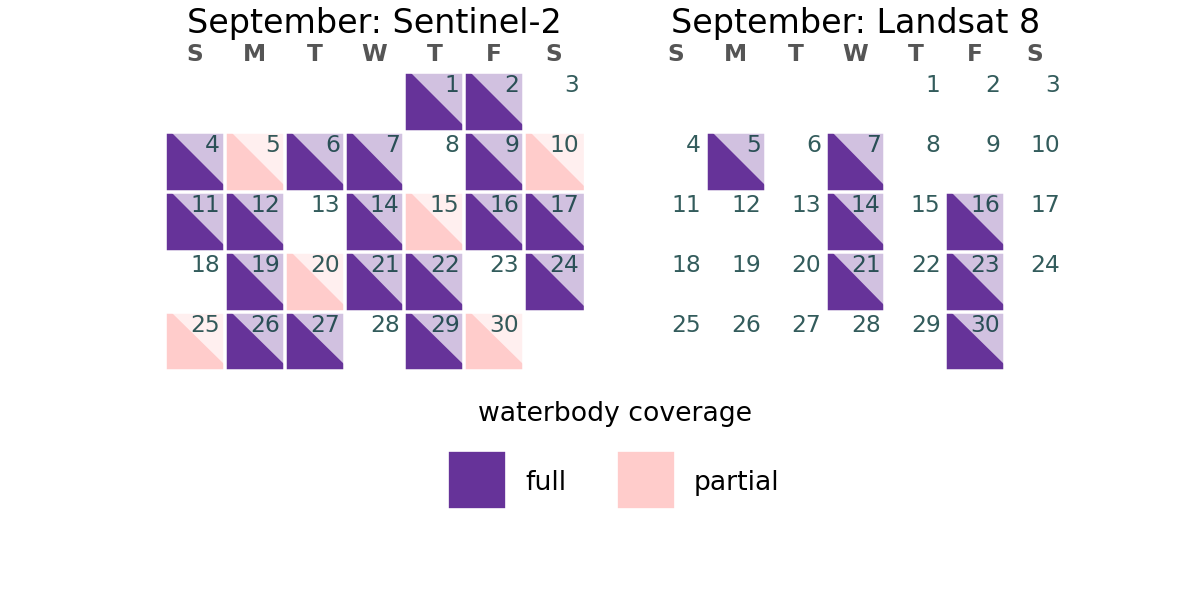 September: Sentinel-2
S M T W T F S
1 2 3
4 5 6 7 8 9 10
11 12 13 14 15 16 17
18 19 20 21 22 23 24
25 26 27 28 29 30
September: Landsat 8
S M T W T F S
1 2 3
4 5 6 7 8 9 10
11 12 13 14 15 16 17
18 19 20 21 22 23 24
25 26 27 28 29 30
waterbody coverage
full
partial